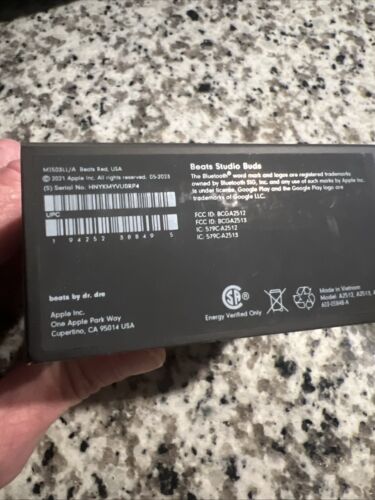 MJ503LL/A Beats Red, USA
© 2021 Apple Inc. All rights reserved. 05-2023
(S) Serial No. HNYKMYVU0RP4
UPC
1 94252 38849 5
beats by dr. dre
Apple Inc.
One Apple Park Way
Cupertino, CA 95014 USA
Beats Studio Buds
The Bluetooth® word mark and logos are registered trademarks
owned by Bluetooth SIG, Inc. and any use of such marks by Apple Inc.
is under license. Google Play and the Google Play logo are
trademarks of Google LLC.
FCC ID: BCGA2512
FCC ID: BCGA2513
IC: 579C-A2512
IC: 579C-A2513
Energy Verified Only
Made in Vietnam
Model: A2512, A2513,